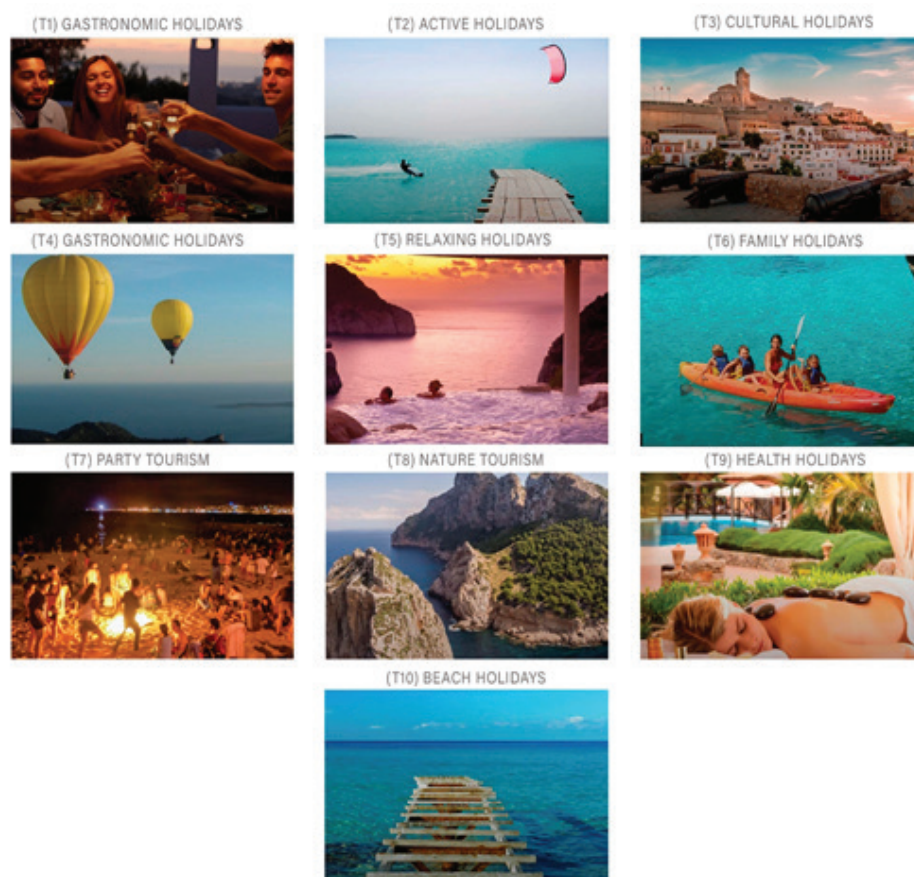 (T1) GASTRONOMIC HOLIDAYS
(T2) ACTIVE HOLIDAYS
(T3) CULTURAL HOLIDAYS
(T4) GASTRONOMIC HOLIDAYS
(T5) RELAXING HOLIDAYS
(T6) FAMILY HOLIDAYS
(T7) PARTY TOURISM
(T8) NATURE TOURISM
(T9) HEALTH HOLIDAYS
(T10) BEACH HOLIDAYS